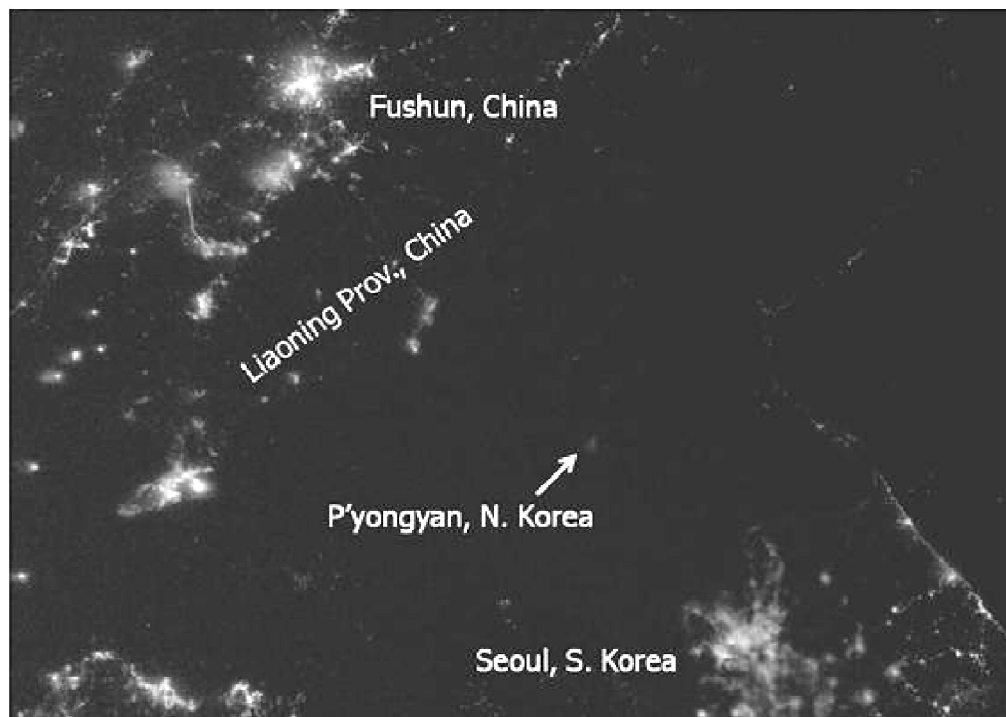 Fushun, China
Liaoning Prov., China
P'yongyan, N. Korea
Seoul, S. Korea